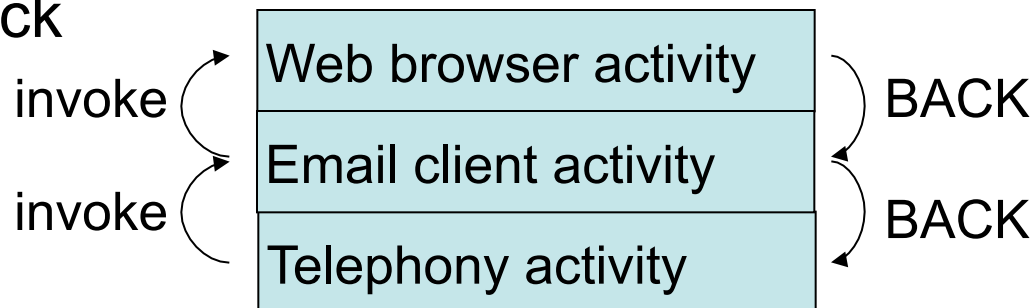 ck
Web browser activity
invoke
BACK
Email client activity
invoke
BACK
Telephony activity